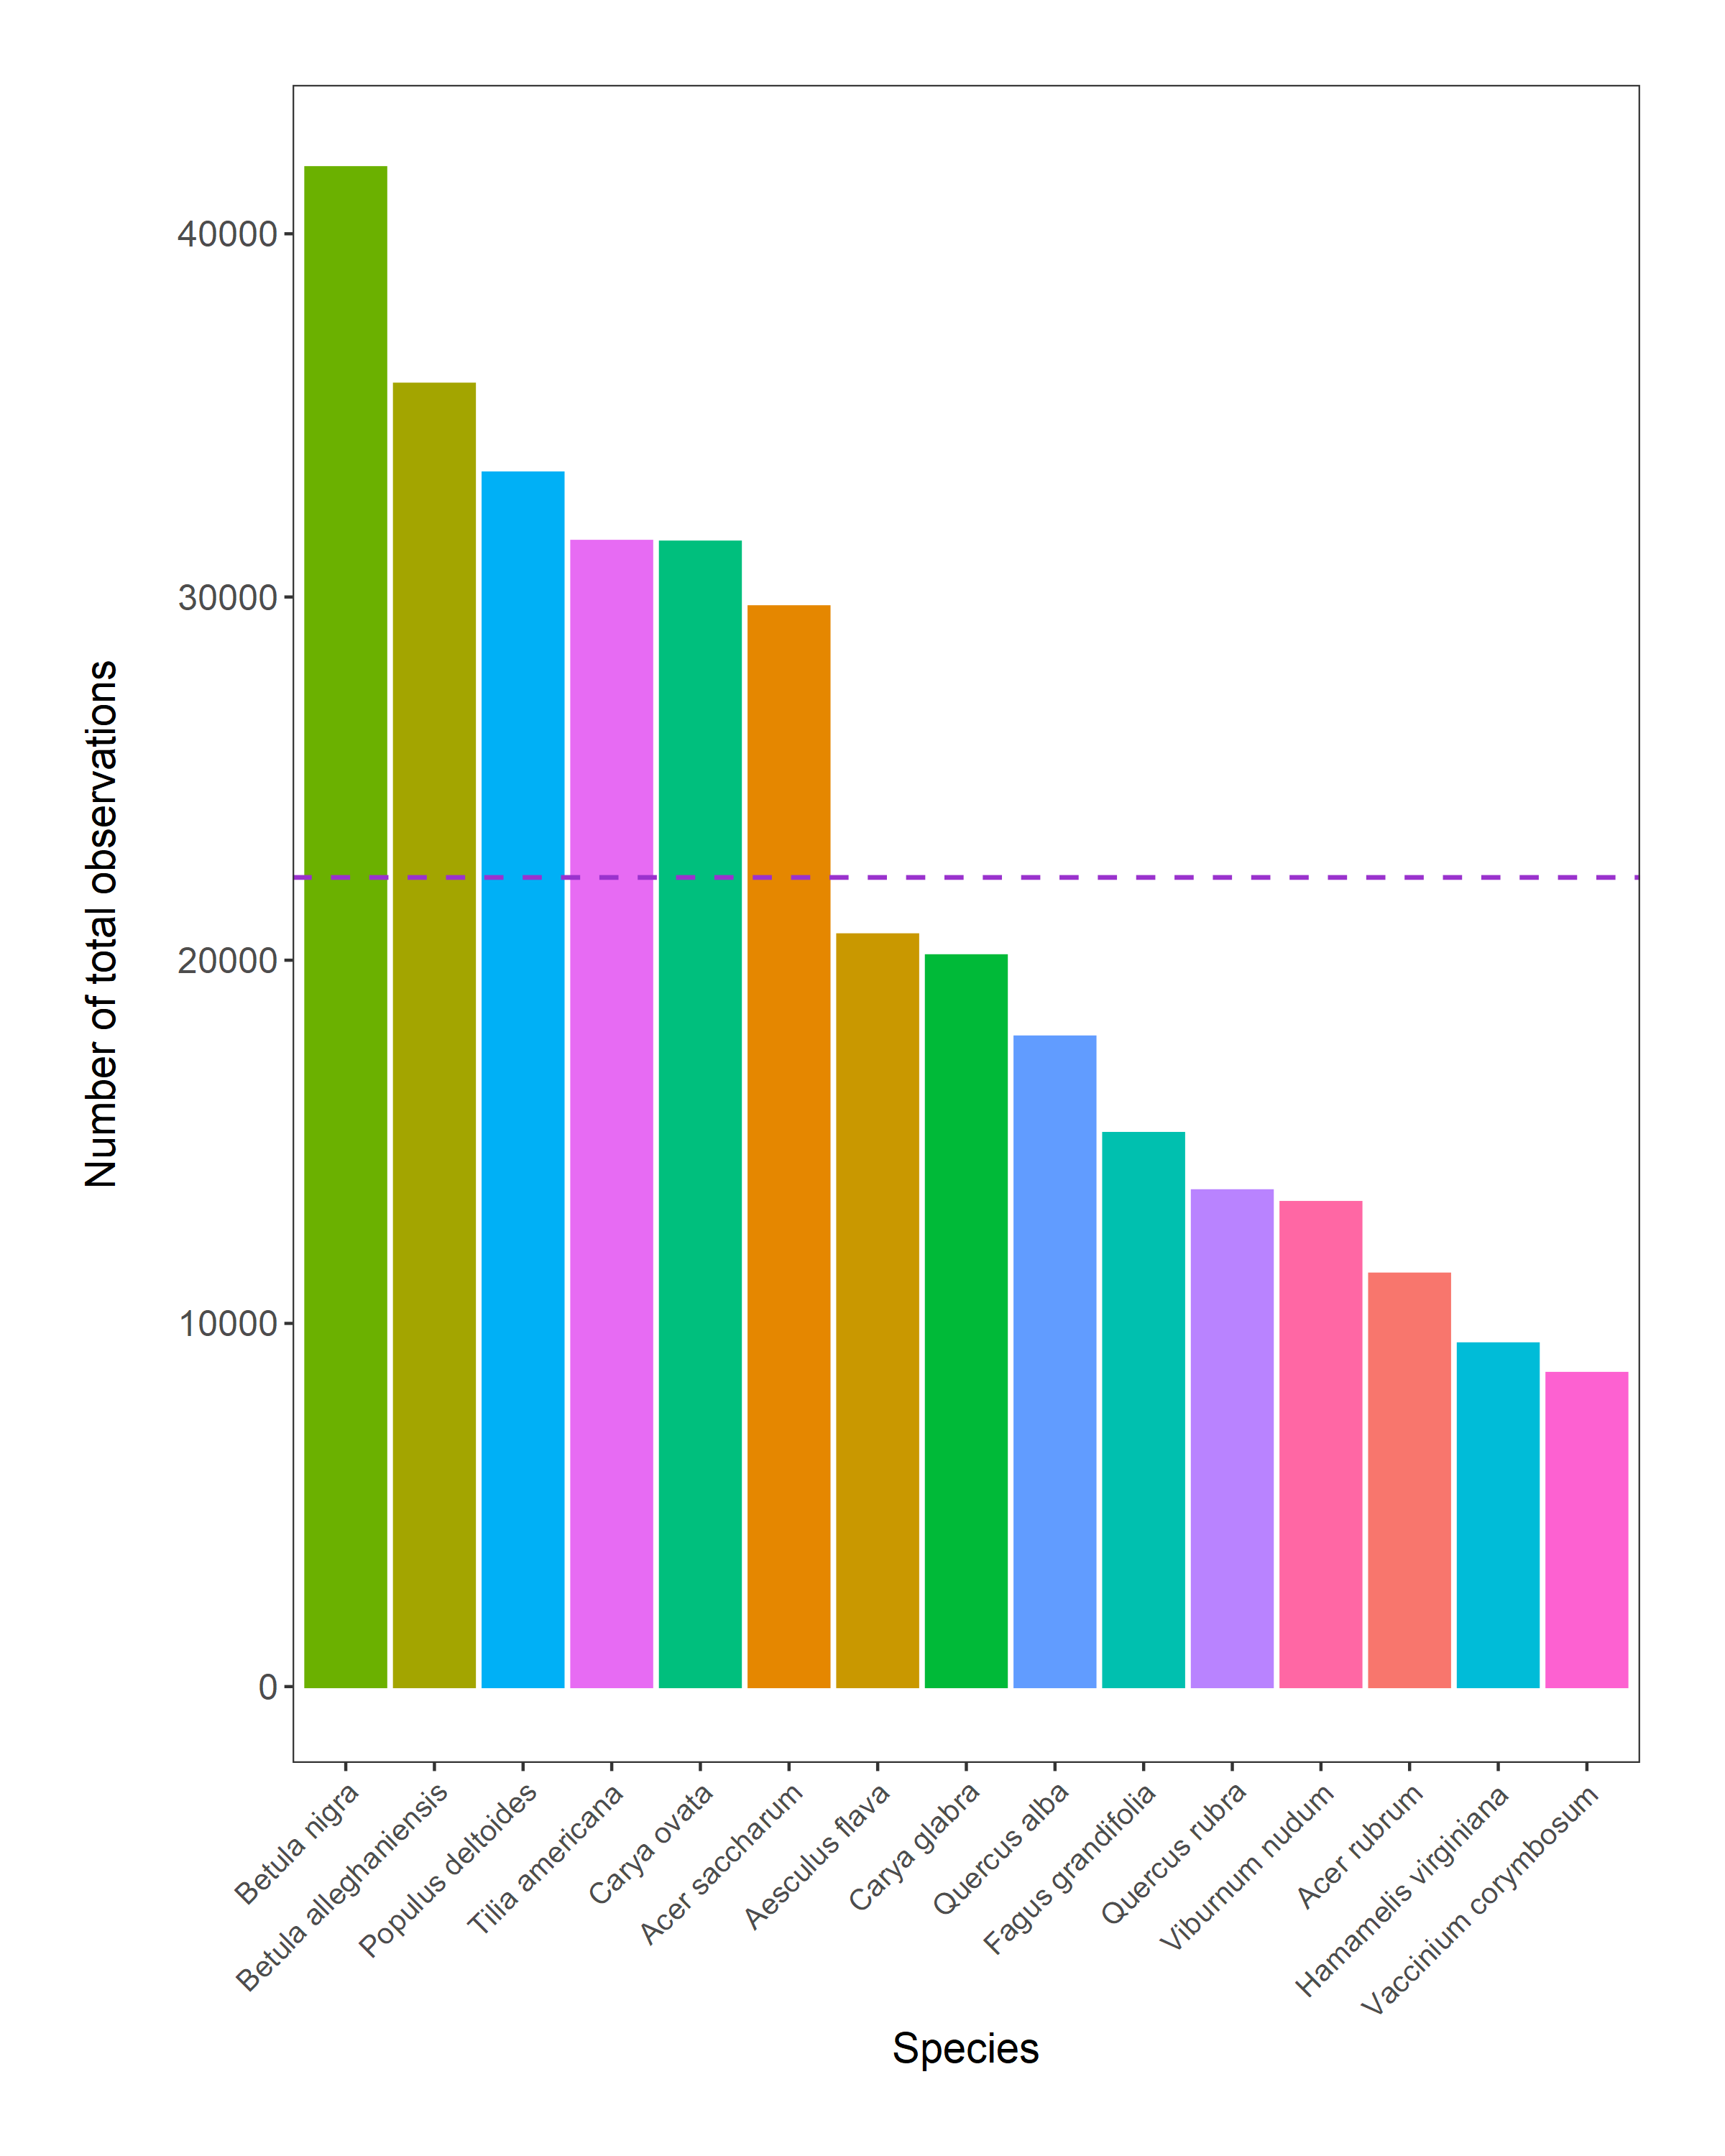 Number of total observations
40000
30000
20000
10000
0
Betula nigra
Betula alleghaniensis
Populus deltoides
Tilia americana
Carya ovata
Acer saccharum
Aesculus flava
Carya glabra
Quercus alba
Fagus grandifolia
Quercus rubra
Viburnum nudum
Acer rubrum
Hamamelis virginiana
Vaccinium corymbosum
Species